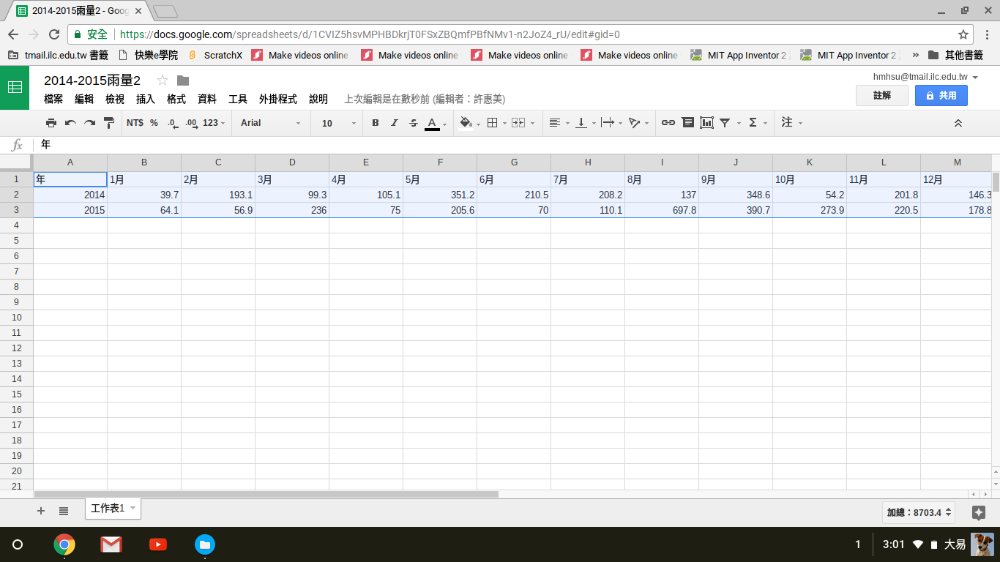 2014-2015雨量2 - Goog
安全 https://docs.google.com/spreadsheets/d/1CVIZ5hsvMPHBDkrjT0FSxZBQmfPBfNMv1-n2JoZ4_rU/edit#gid=0
tmail.ilc.edu.tw 書籤 快樂e學院 ScratchX Make videos online Make videos online Make videos online Make videos online MIT App Inventor 2 MIT App Inventor 2 » 其他書籤
2014-2015雨量2
hmhsu@tmail.ilc.edu.tw
檔案 編輯 檢視 插入 格式 資料 工具 外掛程式 說明 上次編輯是在數秒前 (編輯者：許惠美)
註解 共用
NT$ % .0 .00 123 Arial 10 B I S A Σ 注
fx 年
A B C D E F G H I J K L M
1 年 1月 2月 3月 4月 5月 6月 7月 8月 9月 10月 11月 12月
2 2014 39.7 193.1 99.3 105.1 351.2 210.5 208.2 137 348.6 54.2 201.8 146.3
3 2015 64.1 56.9 236 75 205.6 70 110.1 697.8 390.7 273.9 220.5 178.8
4
5
6
7
8
9
10
11
12
13
14
15
16
17
18
19
20
21
+ 工作表1 加總：8703.4
1 3:01 大易